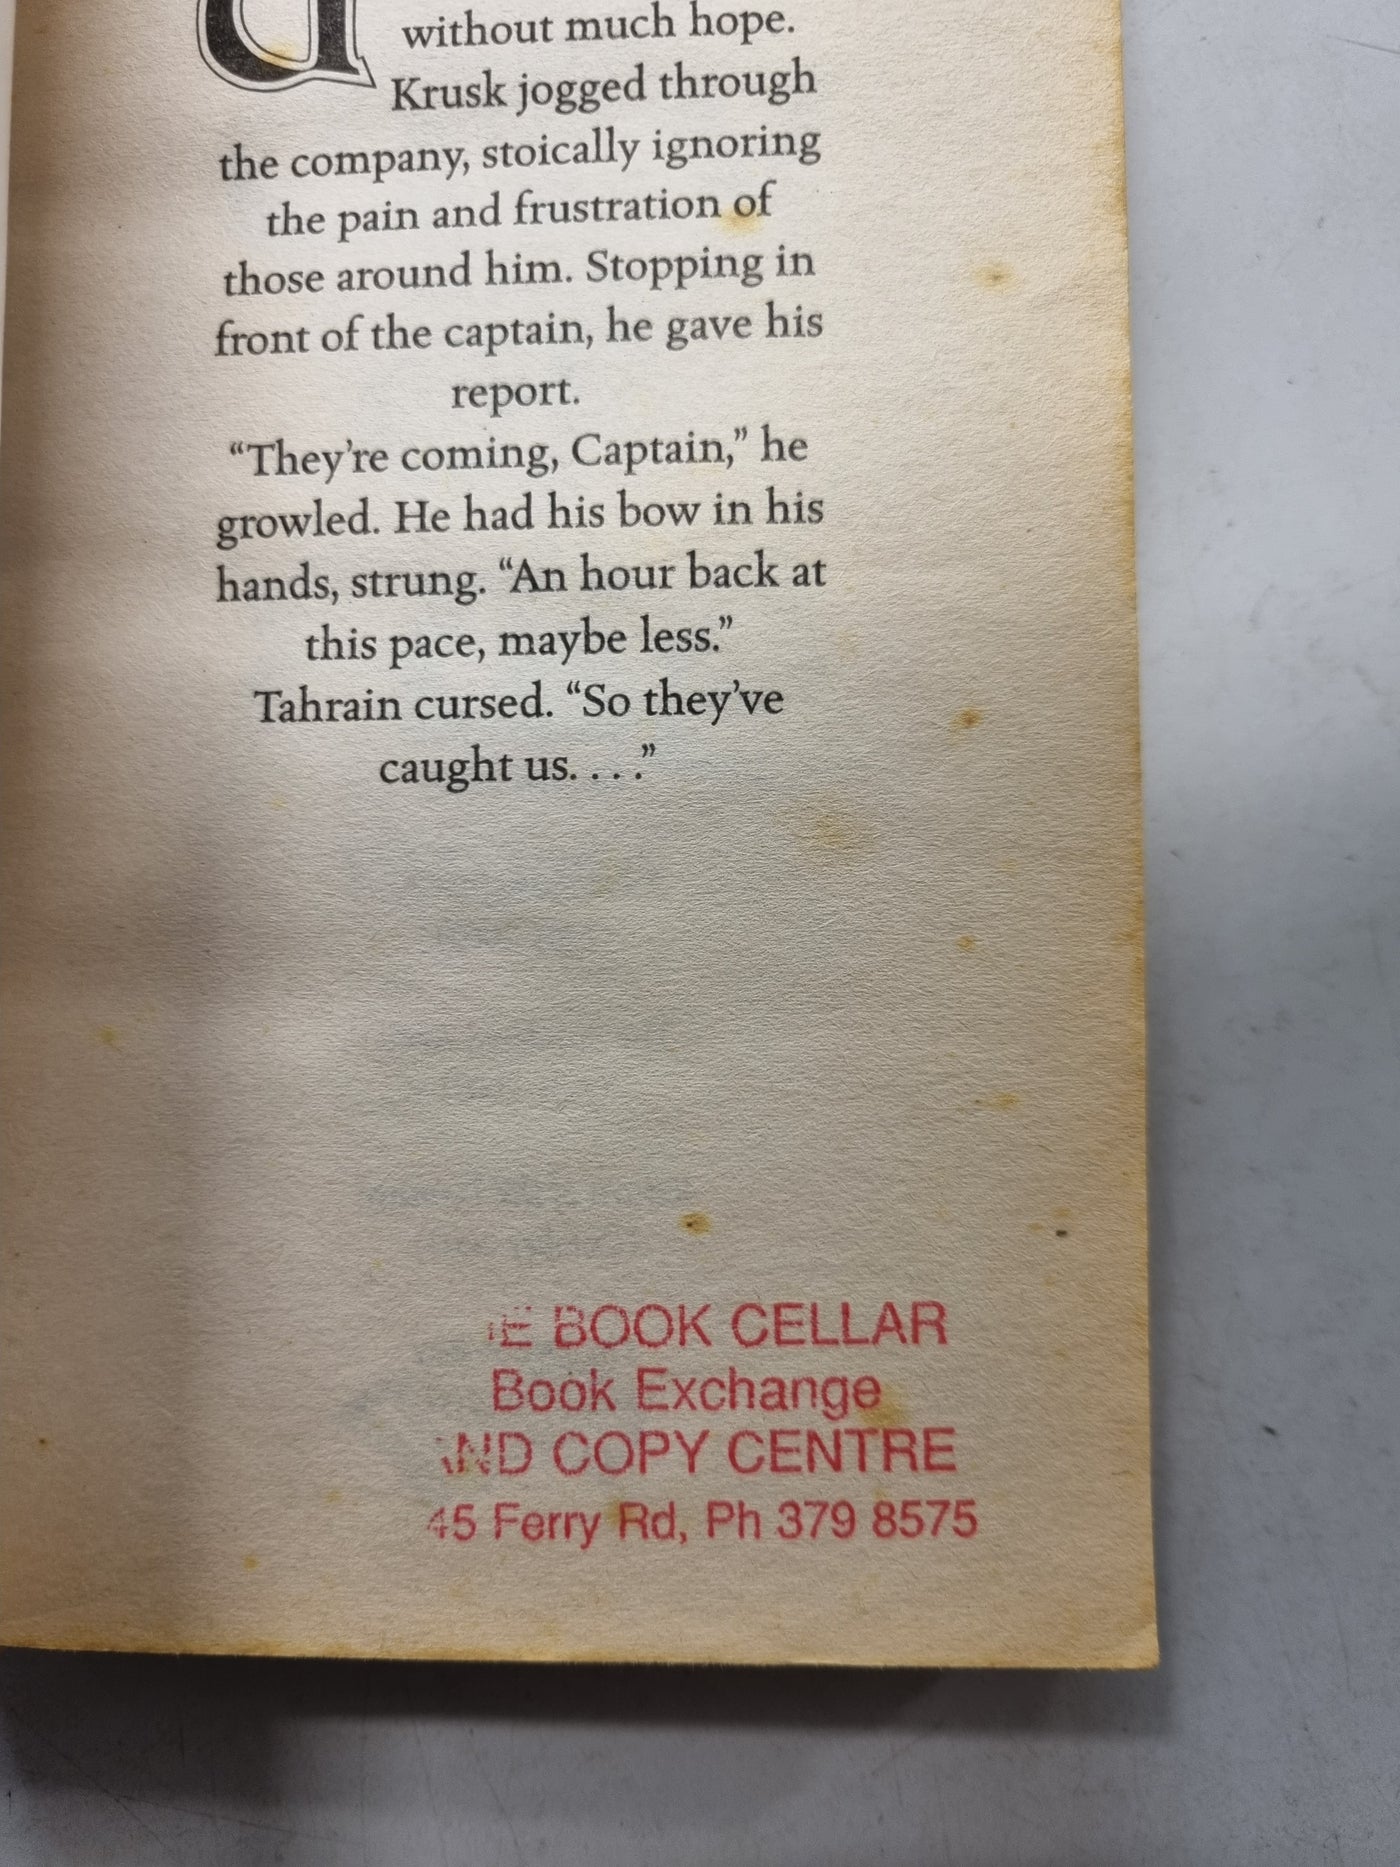 without much hope.
Krusk jogged through
the company, stoically ignoring
the pain and frustration of
those around him. Stopping in
front of the captain, he gave his
report.
“They’re coming, Captain,” he
growled. He had his bow in his
hands, strung. “An hour back at
this pace, maybe less.”
Tahrain cursed. “So they’ve
caught us. . . .”
E BOOK CELLAR
Book Exchange
AND COPY CENTRE
45 Ferry Rd, Ph 379 8575